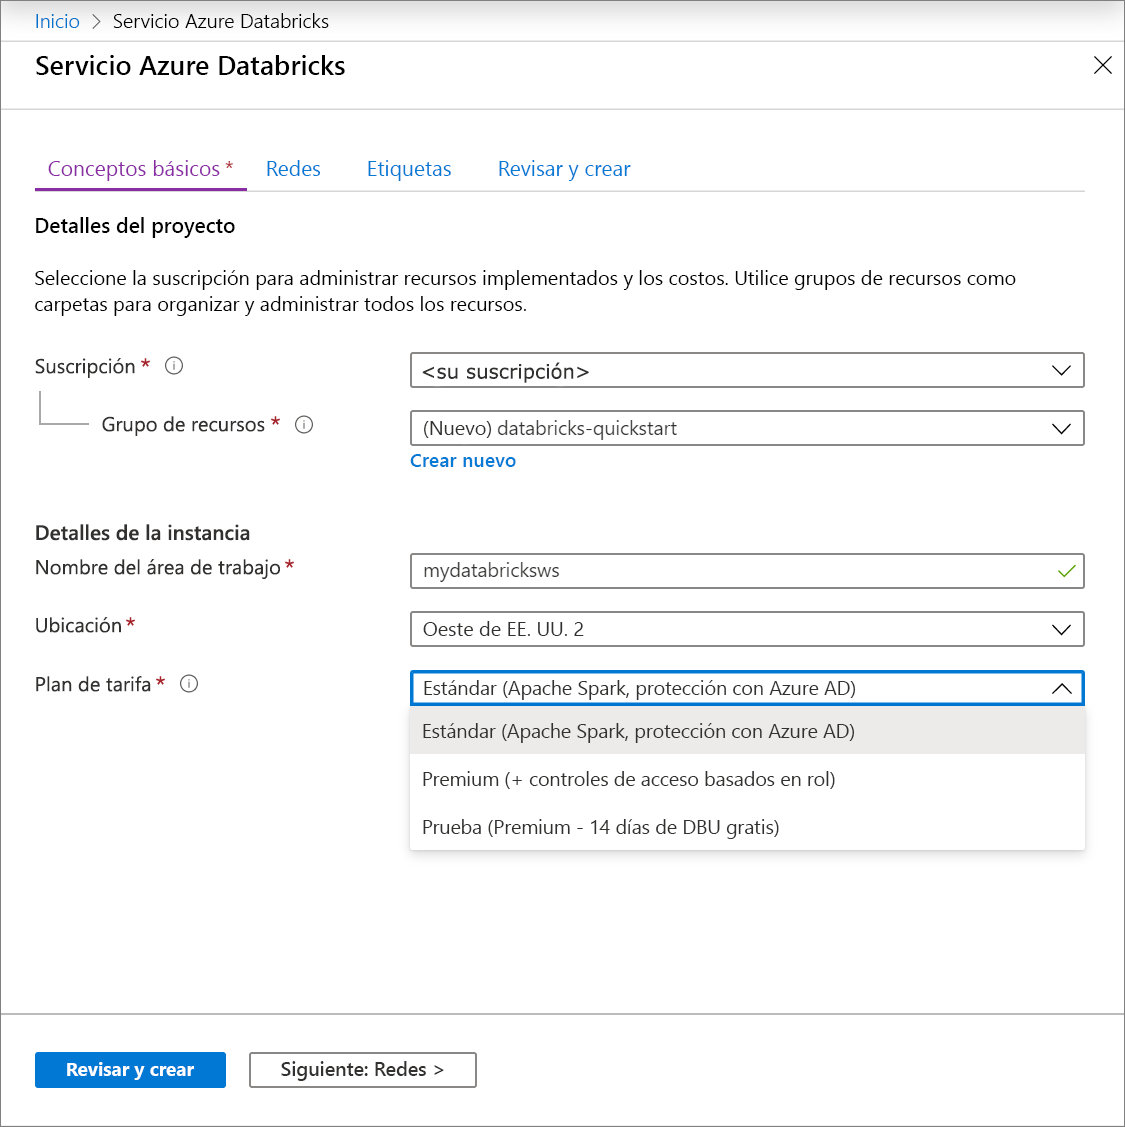 Inicio > Servicio Azure Databricks
Servicio Azure Databricks
Conceptos básicos * Redes Etiquetas Revisar y crear
Detalles del proyecto
Seleccione la suscripción para administrar recursos implementados y los costos. Utilice grupos de recursos como
carpetas para organizar y administrar todos los recursos.
Suscripción * <su suscripción>
Grupo de recursos * (Nuevo) databricks-quickstart
Crear nuevo
Detalles de la instancia
Nombre del área de trabajo * mydatabricksws
Ubicación * Oeste de EE. UU. 2
Plan de tarifa * Estándar (Apache Spark, protección con Azure AD)
Estándar (Apache Spark, protección con Azure AD)
Premium (+ controles de acceso basados en rol)
Prueba (Premium - 14 días de DBU gratis)
Revisar y crear Siguiente: Redes >